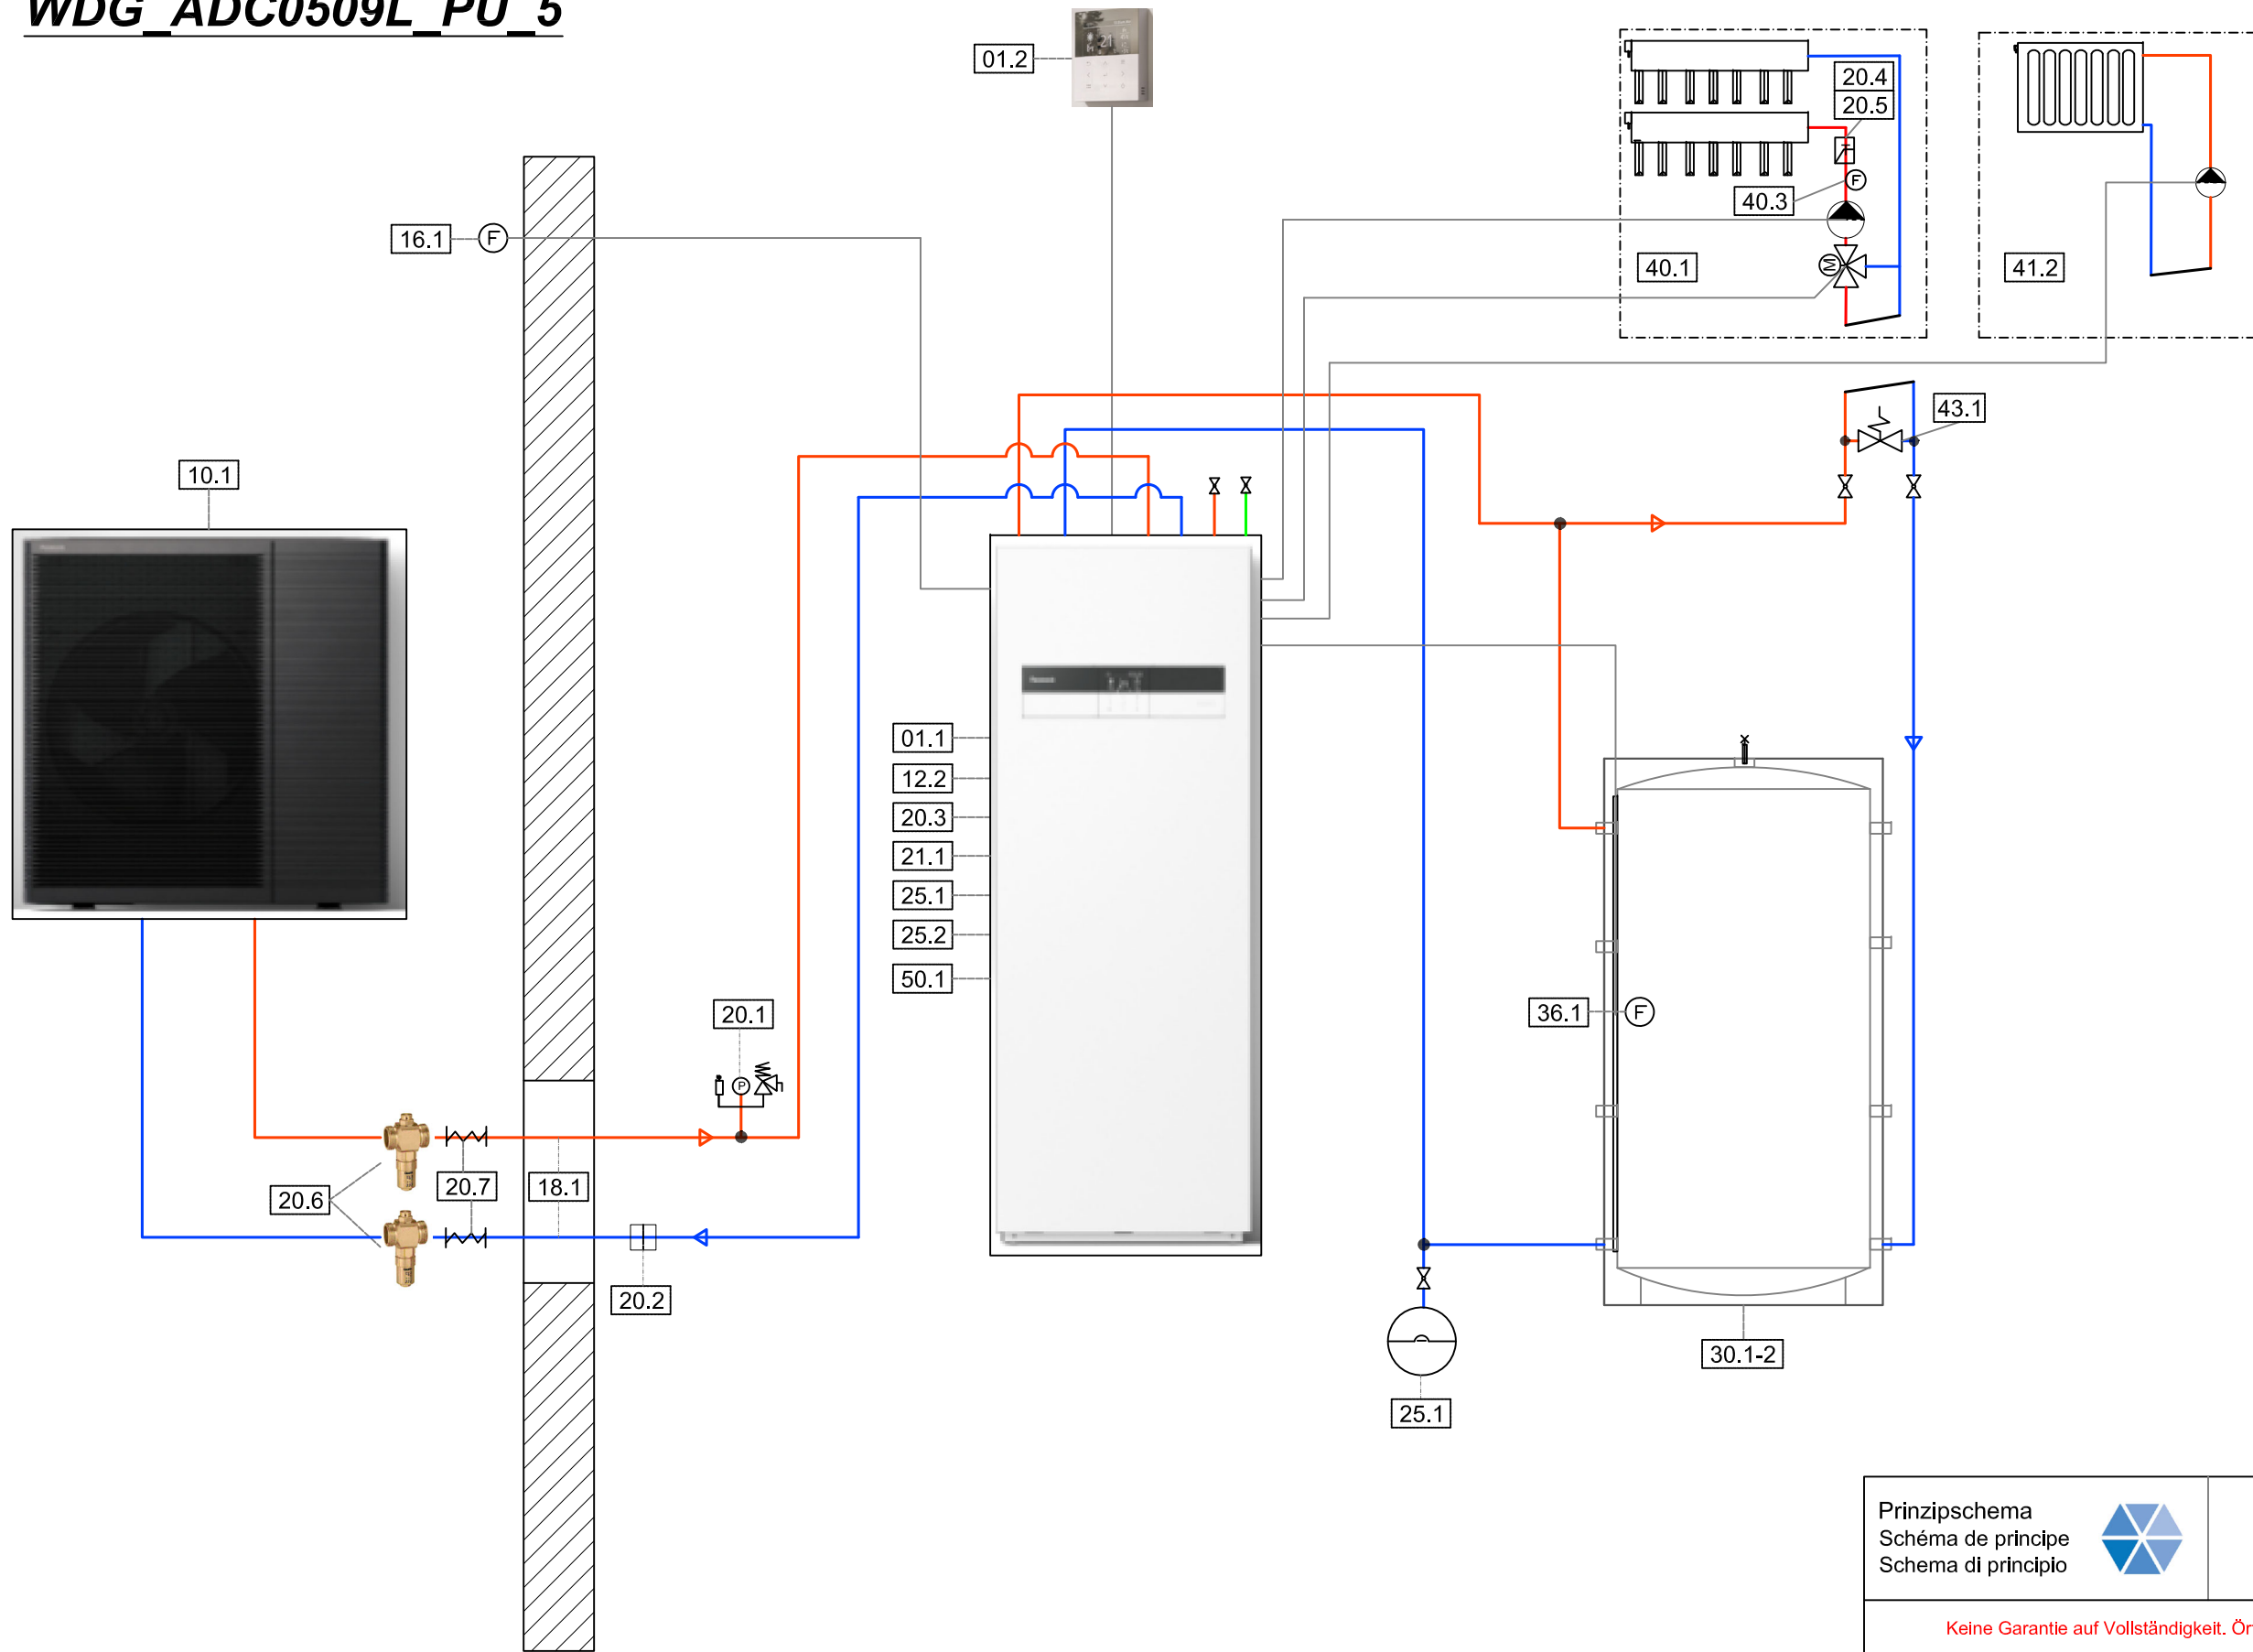 WDG_ADC0509L_PU_5
01.2
20.4
20.5
16.1
F
F
40.3
40.1
M
41.2
43.1
10.1
01.1
12.2
20.3
21.1
25.1
25.2
50.1
20.1
P
36.1
F
20.6
20.7
18.1
20.2
30.1-2
25.1
Prinzipschema
Schéma de principe
Schema di principio
Keine Garantie auf Vollständigkeit. Ör